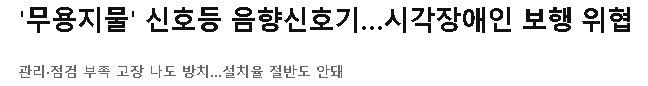 '무용지물' 신호등 음향신호기...시각장애인 보행 위협
관리·점검 부족 고장 나도 방치...설치율 절반도 안돼